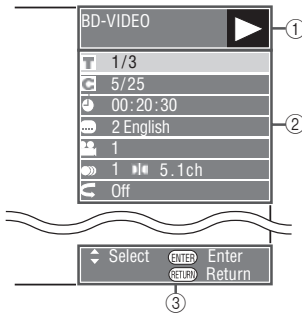 BD-VIDEO
1
T 1/3
C 5/25
00:20:30
2
2 English
1
1 5.1ch
Off
Select ENTER Enter
RETURN Return
3